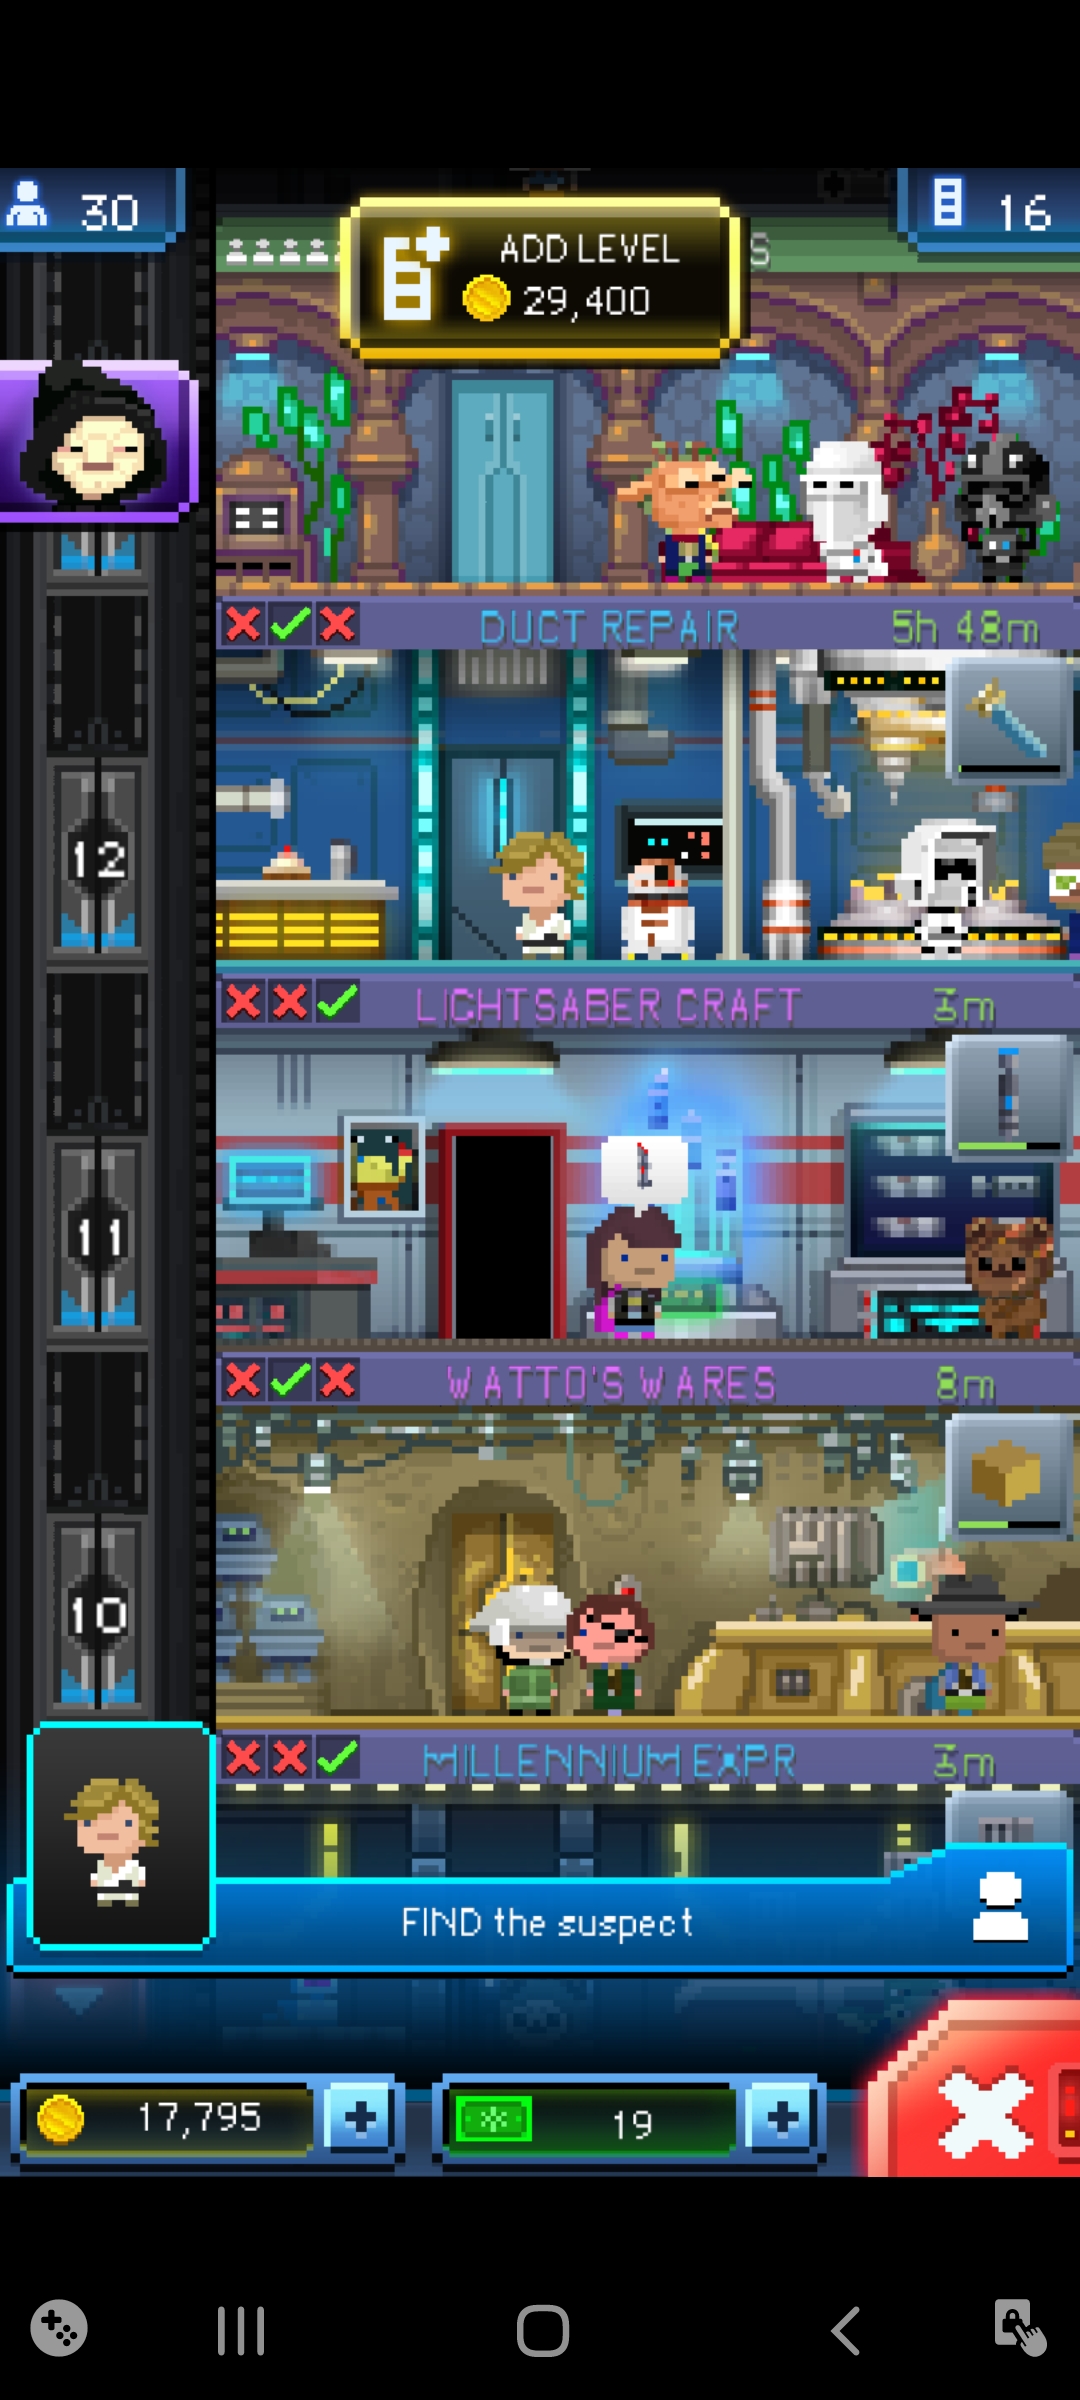 30
ADD LEVEL
29,400
16
S
DUCT REPAIR
5h 48m
12
LIGHTSABER CRAFT
3m
11
WATTO'S WARES
8m
10
MILLENNIUM EXPR
3m
FIND the suspect
17,795
19